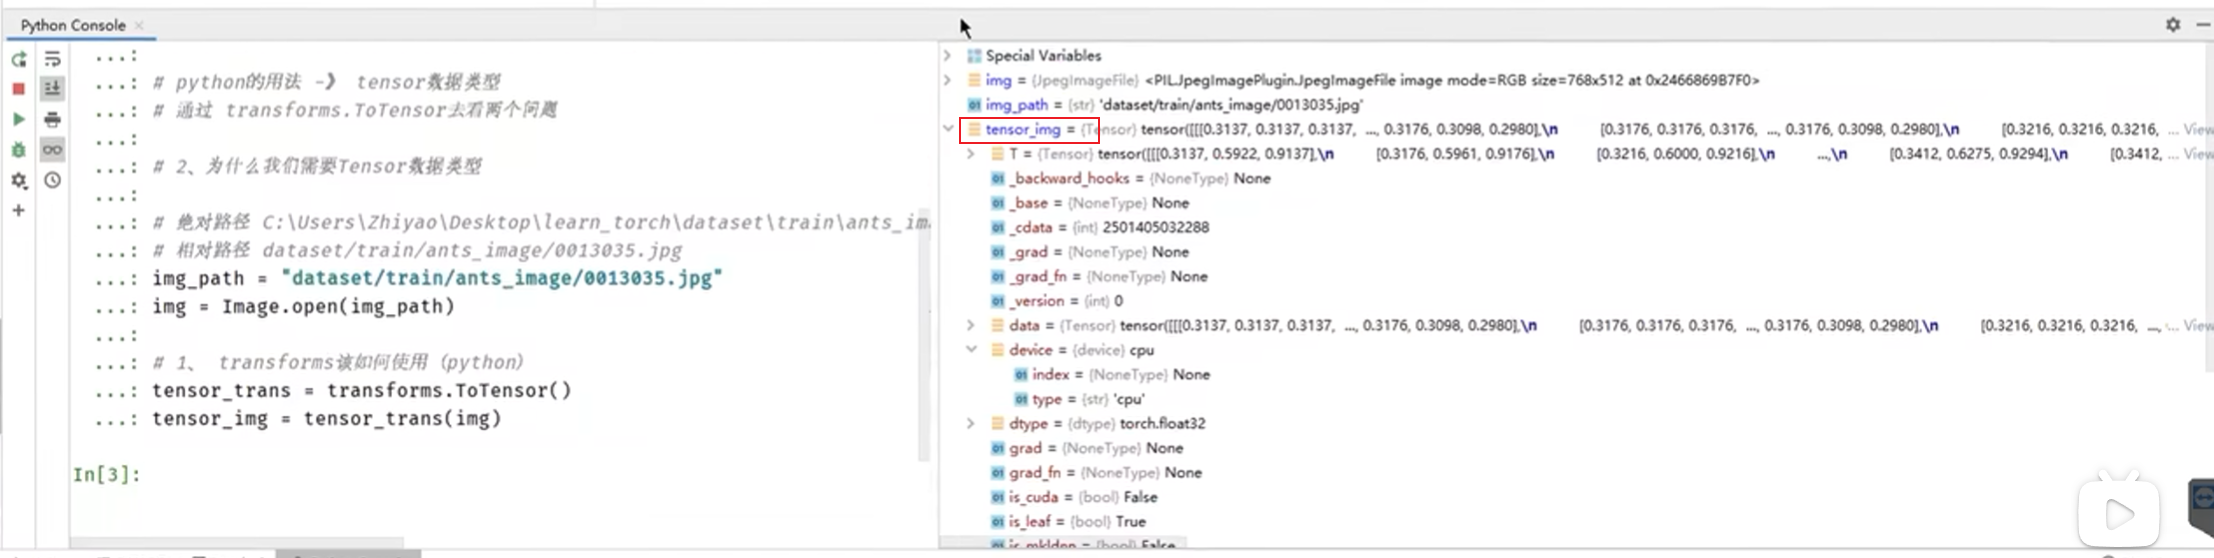 Python Console
...:
...: # python的用法 -》 tensor数据类型
...: # 通过 transforms.ToTensor去看两个问题
...:
...: # 2、为什么我们需要Tensor数据类型
...:
...: # 绝对路径 C:\Users\Zhiyao\Desktop\learn_torch\dataset\train\ants_im
...: # 相对路径 dataset/train/ants_image/0013035.jpg
...: img_path = "dataset/train/ants_image/0013035.jpg"
...: img = Image.open(img_path)
...:
...: # 1、 transforms该如何使用（python）
...: tensor_trans = transforms.ToTensor()
...: tensor_img = tensor_trans(img)
In[3]:
Special Variables
img = {JpegImageFile} <PIL.JpegImagePlugin.JpegImageFile image mode=RGB size=768x512 at 0x2466869B7F0>
img_path = {str} 'dataset/train/ants_image/0013035.jpg'
tensor_img = {Tensor} tensor([[[0.3137, 0.3137, 0.3137, ..., 0.3176, 0.3098, 0.2980],\n [0.3176, 0.3176, 0.3176, ..., 0.3176, 0.3098, 0.2980],\n [0.3216, 0.3216, 0.3216, ... View
T = {Tensor} tensor([[[0.3137, 0.5922, 0.9137],\n [0.3176, 0.5961, 0.9176],\n [0.3216, 0.6000, 0.9216],\n ...,\n [0.3412, 0.6275, 0.9294],\n [0.3412, ... View
_backward_hooks = {NoneType} None
_base = {NoneType} None
_cdata = {int} 2501405032288
_grad = {NoneType} None
_grad_fn = {NoneType} None
_version = {int} 0
data = {Tensor} tensor([[[0.3137, 0.3137, 0.3137, ..., 0.3176, 0.3098, 0.2980],\n [0.3176, 0.3176, 0.3176, ..., 0.3176, 0.3098, 0.2980],\n [0.3216, 0.3216, 0.3216, ..., ... View
device = {device} cpu
index = {NoneType} None
type = {str} 'cpu'
dtype = {dtype} torch.float32
grad = {NoneType} None
grad_fn = {NoneType} None
is_cuda = {bool} False
is_leaf = {bool} True
is_mkldnn = {bool} False